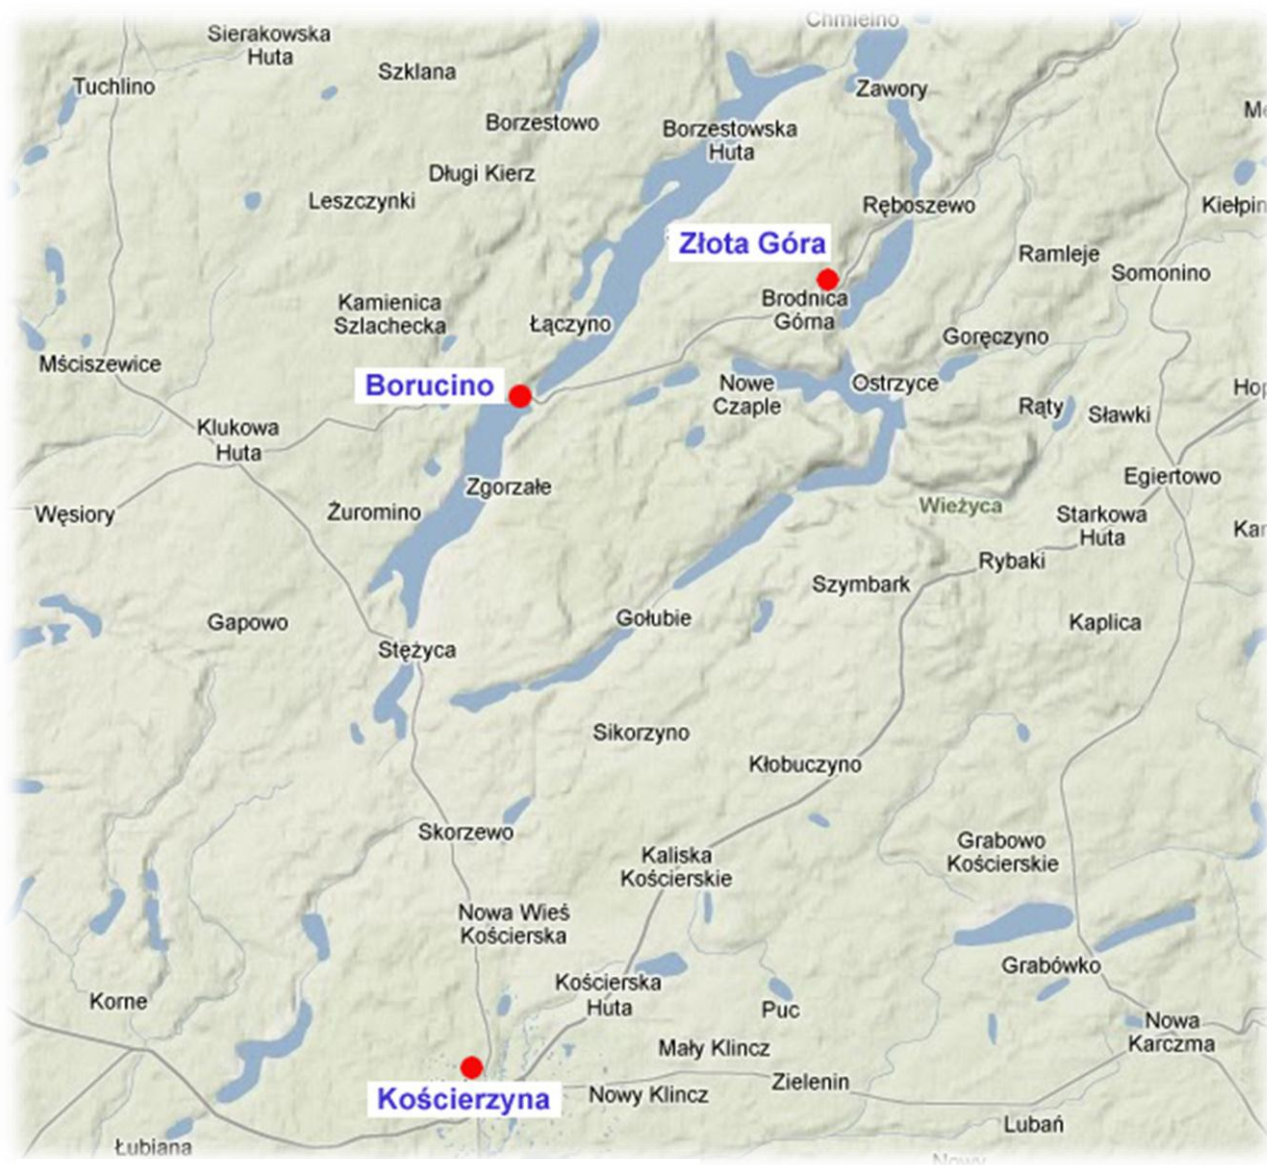 Chmielno
Sierakowska
Huta
Szklana
Tuchlino
Zawory
Borzestowo
Borzestowska
Huta
Długi Kierz
Leszczynki
Ręboszewo
Kiełpin
Złota Góra
Ramleje
Somonino
Kamienica
Szlachecka
Brodnica
Górna
Łączyno
Goręczyno
Mściszewice
Borucino
Nowe
Czaple
Ostrzyce
Raty
Sławki
Klukowa
Huta
Egiertowo
Zgorzałe
Wieżyca
Węsiory
Żuromino
Starkowa
Huta
Rybaki
Szymbark
Gołubie
Gapowo
Kaplica
Stężyca
Sikorzyno
Kłobuczyno
Skorzewo
Grabowo
Kościerskie
Kaliska
Kościerskie
Nowa Wieś
Kościerska
Grabówko
Kościerska
Huta
Korne
Puc
Nowa
Karczma
Mały Klincz
Zielenin
Kościerzyna
Nowy Klincz
Lubań
Łubiana
Nowy